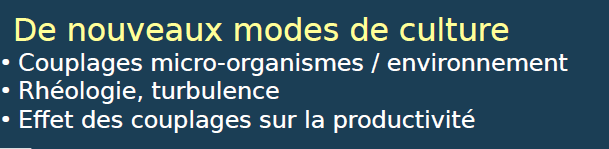 De nouveaux modes de culture
• Couplages micro-organismes / environnement
• Rhéologie, turbulence
• Effet des couplages sur la productivité